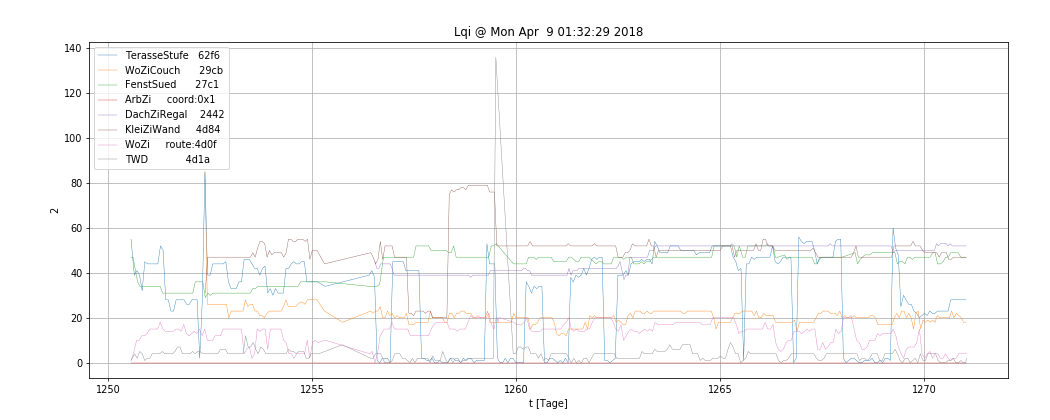 Lqi @ Mon Apr  9 01:32:29 2018
140
120
100
80
60
40
20
0
2
TerasseStufe   62f6
WoZiCouch      29cb
FenstSued      27c1
ArbZi     coord:0x1
DachZiRegal    2442
KleiZiWand     4d84
WoZi     route:4d0f
TWD            4d1a
1250
1255
1260
1265
1270
t [Tage]